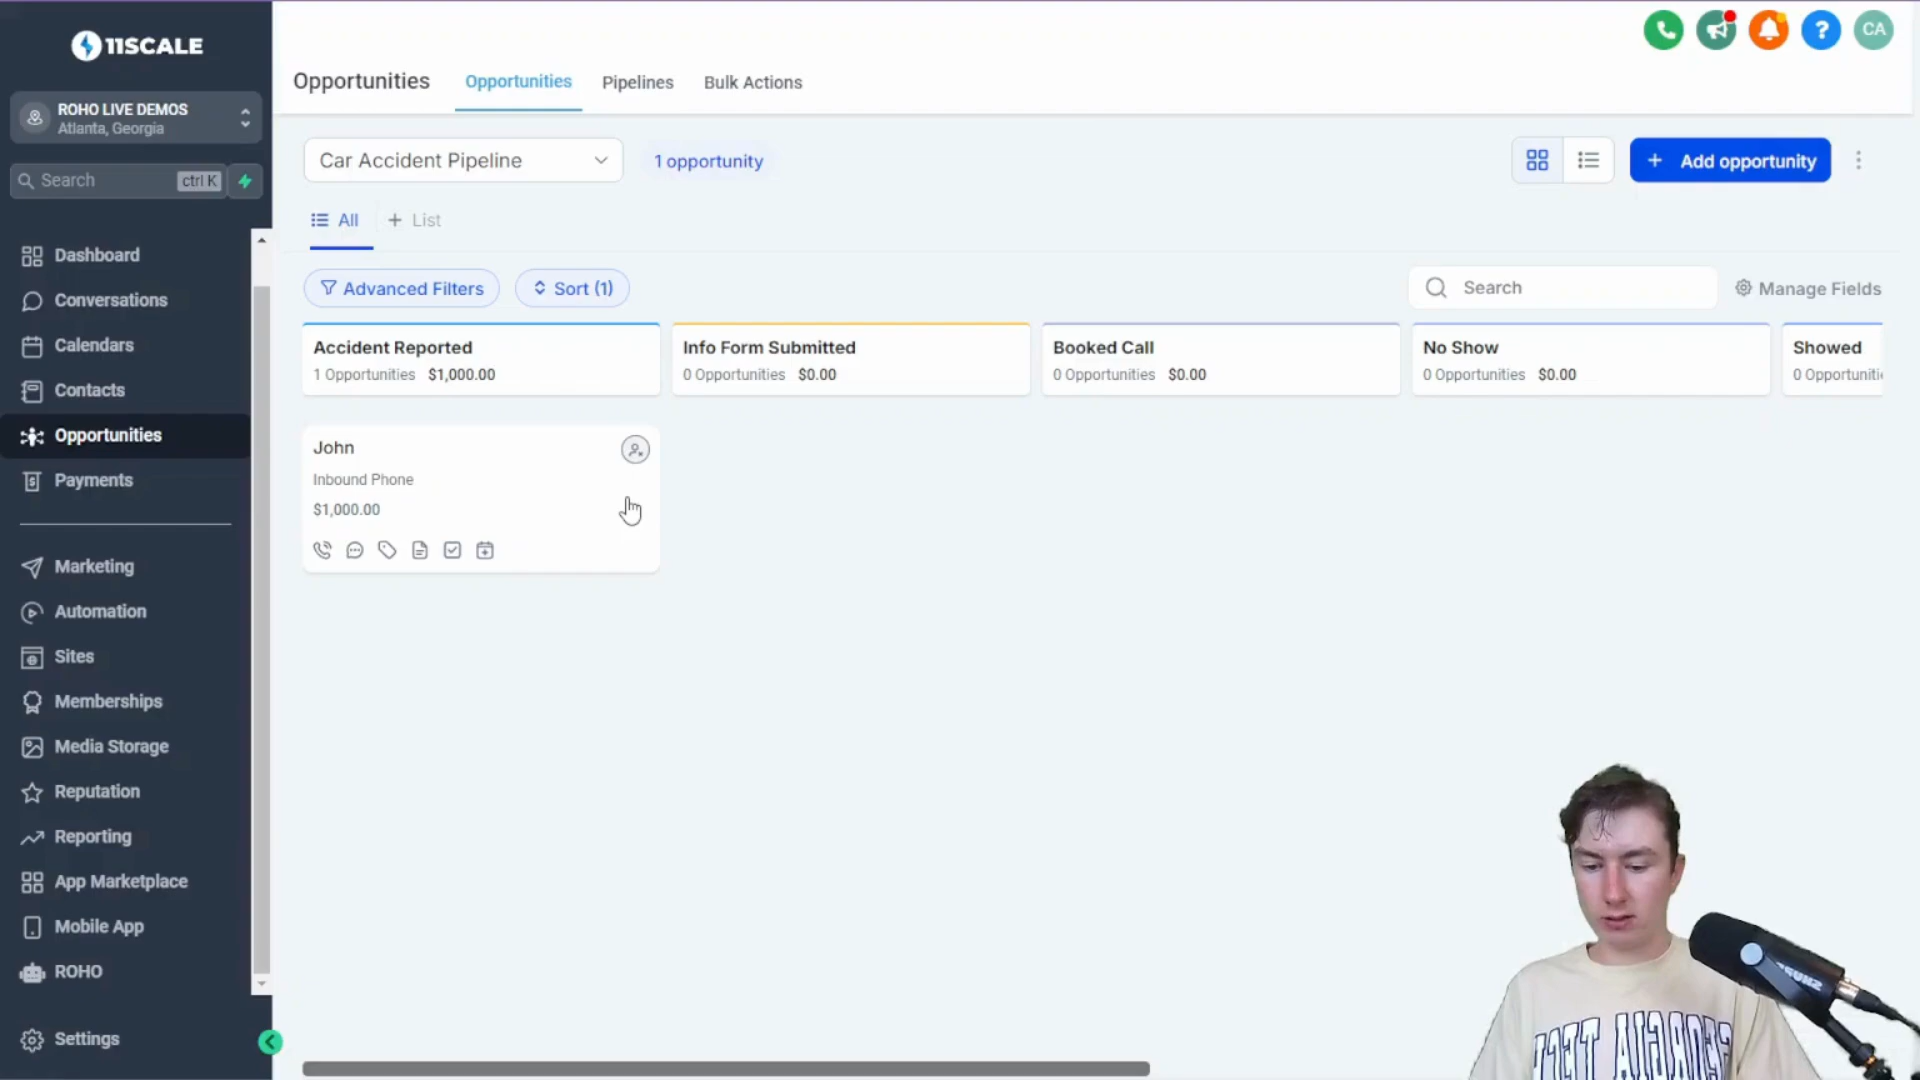 11SCALE
ROHO LIVE DEMOS
Atlanta, Georgia
Search ctrl K
Dashboard
Conversations
Calendars
Contacts
Opportunities
Payments
Marketing
Automation
Sites
Memberships
Media Storage
Reputation
Reporting
App Marketplace
Mobile App
ROHO
Settings
Opportunities Opportunities Pipelines Bulk Actions
? CA
Car Accident Pipeline 1 opportunity
+ Add opportunity
All + List
Advanced Filters Sort (1)
Search Manage Fields
Accident Reported
1 Opportunities $1,000.00
Info Form Submitted
0 Opportunities $0.00
Booked Call
0 Opportunities $0.00
No Show
0 Opportunities $0.00
Showed
0 Opportuniti
John
Inbound Phone
$1,000.00